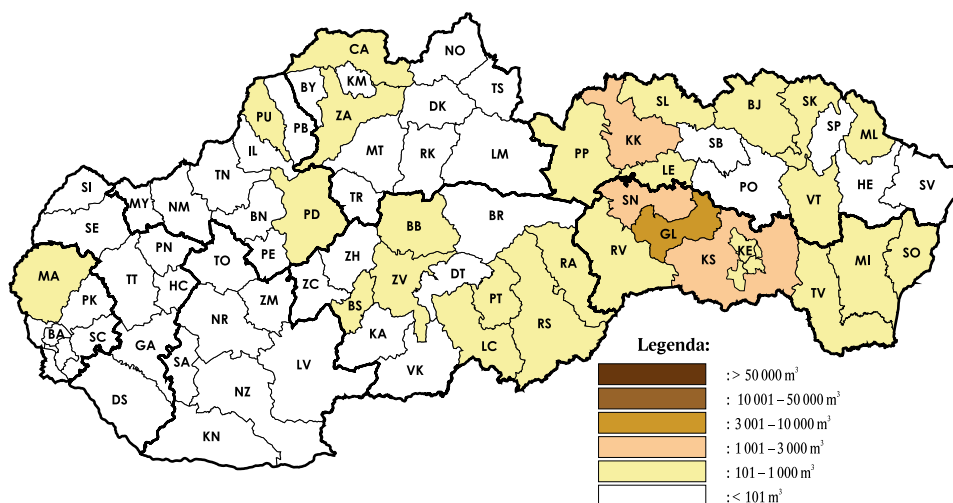 CA
NO
BY
KM
TS
PU
PB
ZA
DK
SL
BJ
SK
SP
ML
KK
IL
MT
RK
LM
PP
SB
TN
LE
PO
HE
SV
SI
MY
NM
TR
SN
VT
BN
PD
BB
BR
SE
GL
PN
PE
ZH
RV
KS
KE
MI
SO
TO
MA
TT
HC
ZC
ZV
DT
RA
TV
PK
ZM
BS
PT
NR
BA
SC
GA
KA
RS
LC
SA
LV
VK
NZ
DS
KN
Legenda:
: > 50 000 m³
: 10 001 – 50 000 m³
: 3 001 – 10 000 m³
: 1 001 – 3 000 m³
: 101 – 1 000 m³
: < 101 m³